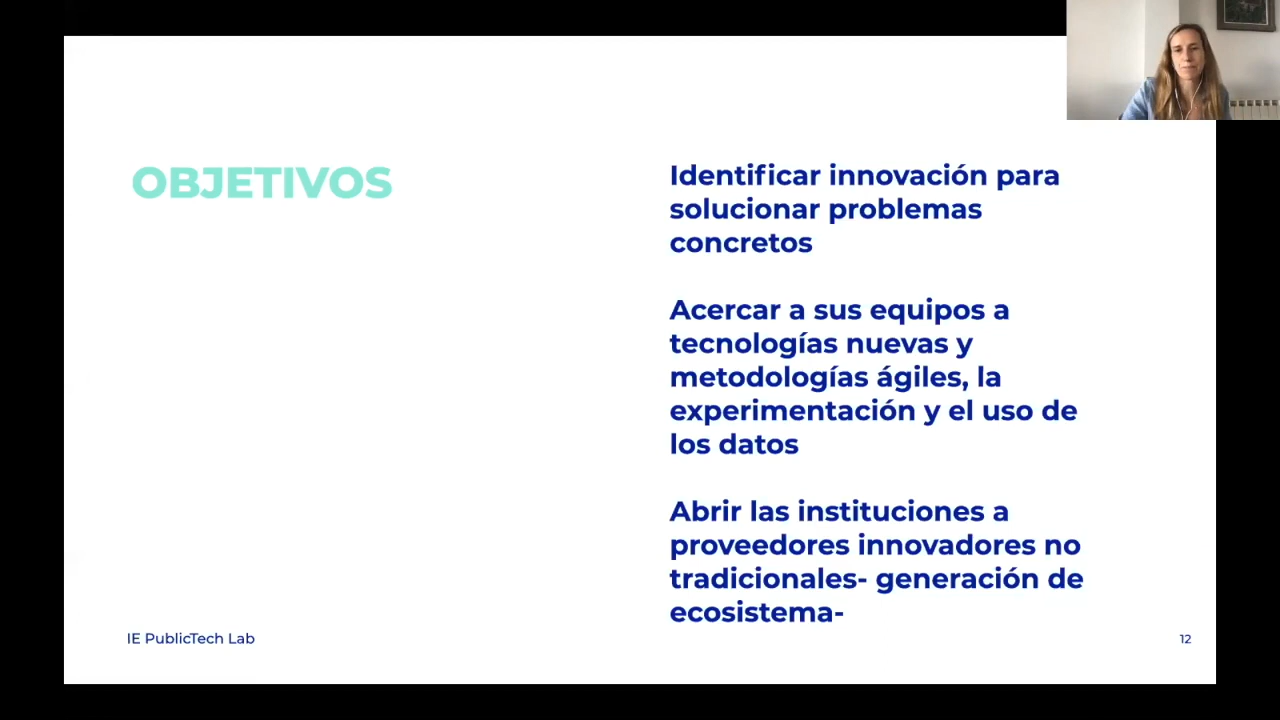 OBJETIVOS
Identificar innovación para
solucionar problemas
concretos
Acercar a sus equipos a
tecnologías nuevas y
metodologías ágiles, la
experimentación y el uso de
los datos
Abrir las instituciones a
proveedores innovadores no
tradicionales- generación de
ecosistema-
IE PublicTech Lab
12